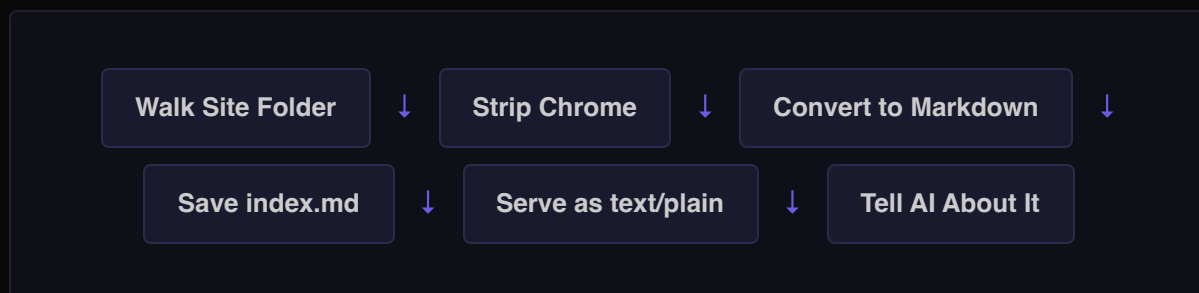 Walk Site Folder ↓ Strip Chrome ↓ Convert to Markdown ↓
Save index.md ↓ Serve as text/plain ↓ Tell AI About It